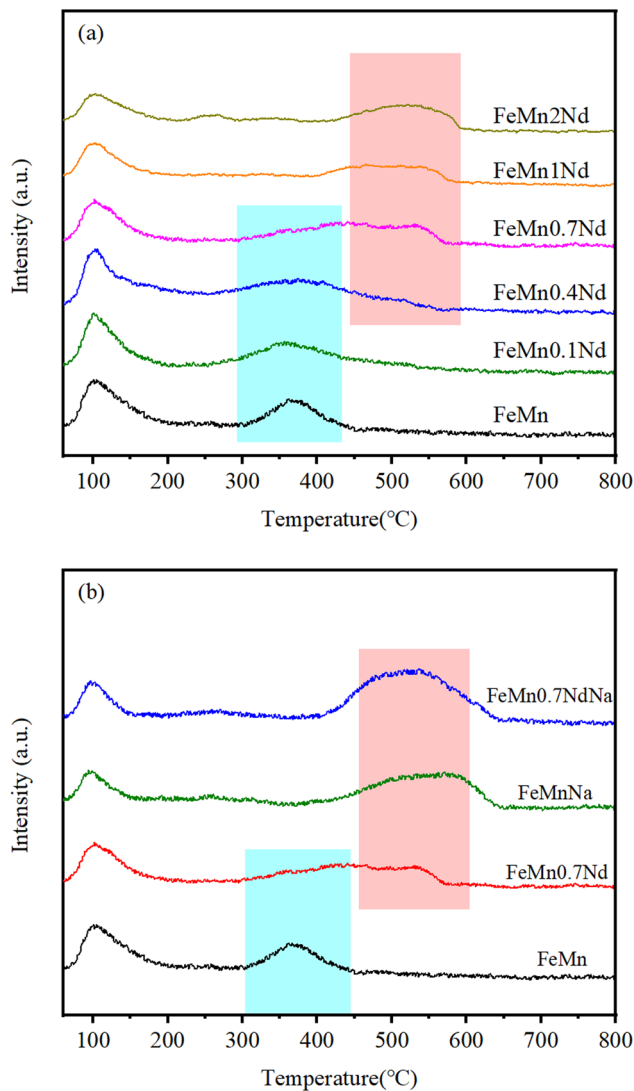 (a)
FeMn2Nd
FeMn1Nd
FeMn0.7Nd
FeMn0.4Nd
FeMn0.1Nd
FeMn
Intensity (a.u.)
100 200 300 400 500 600 700 800
Temperature(℃)
(b)
FeMn0.7NdNa
FeMnNa
FeMn0.7Nd
FeMn
Intensity (a.u.)
100 200 300 400 500 600 700 800
Temperature(℃)